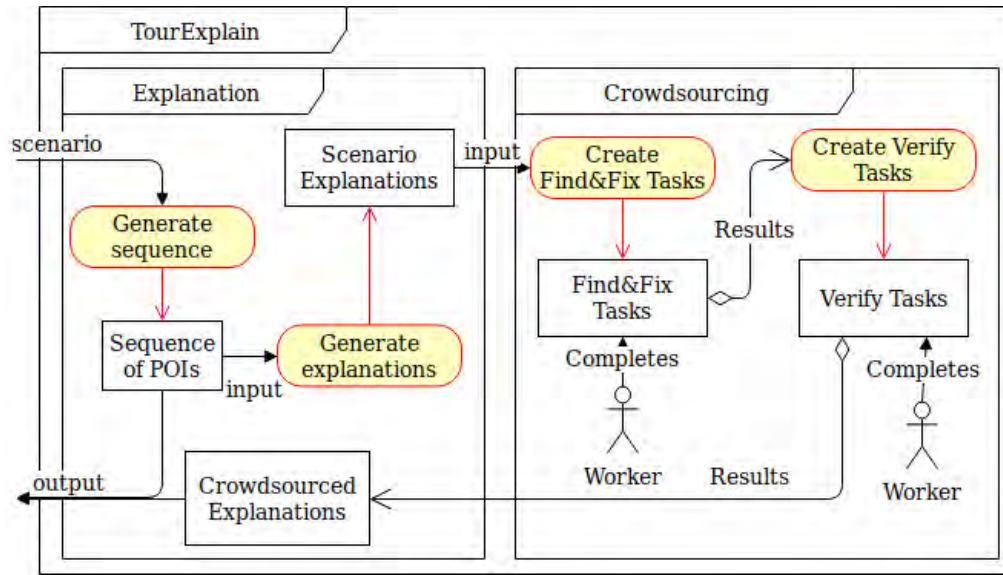 TourExplain
Explanation
Crowdsourcing
scenario
Scenario
Explanations
input
Create
Find&Fix Tasks
Create Verify
Tasks
Generate
sequence
Results
Find&Fix
Tasks
Verify Tasks
Sequence
of POIs
input
Generate
explanations
Completes
Completes
Worker
Worker
output
Crowdsourced
Explanations
Results